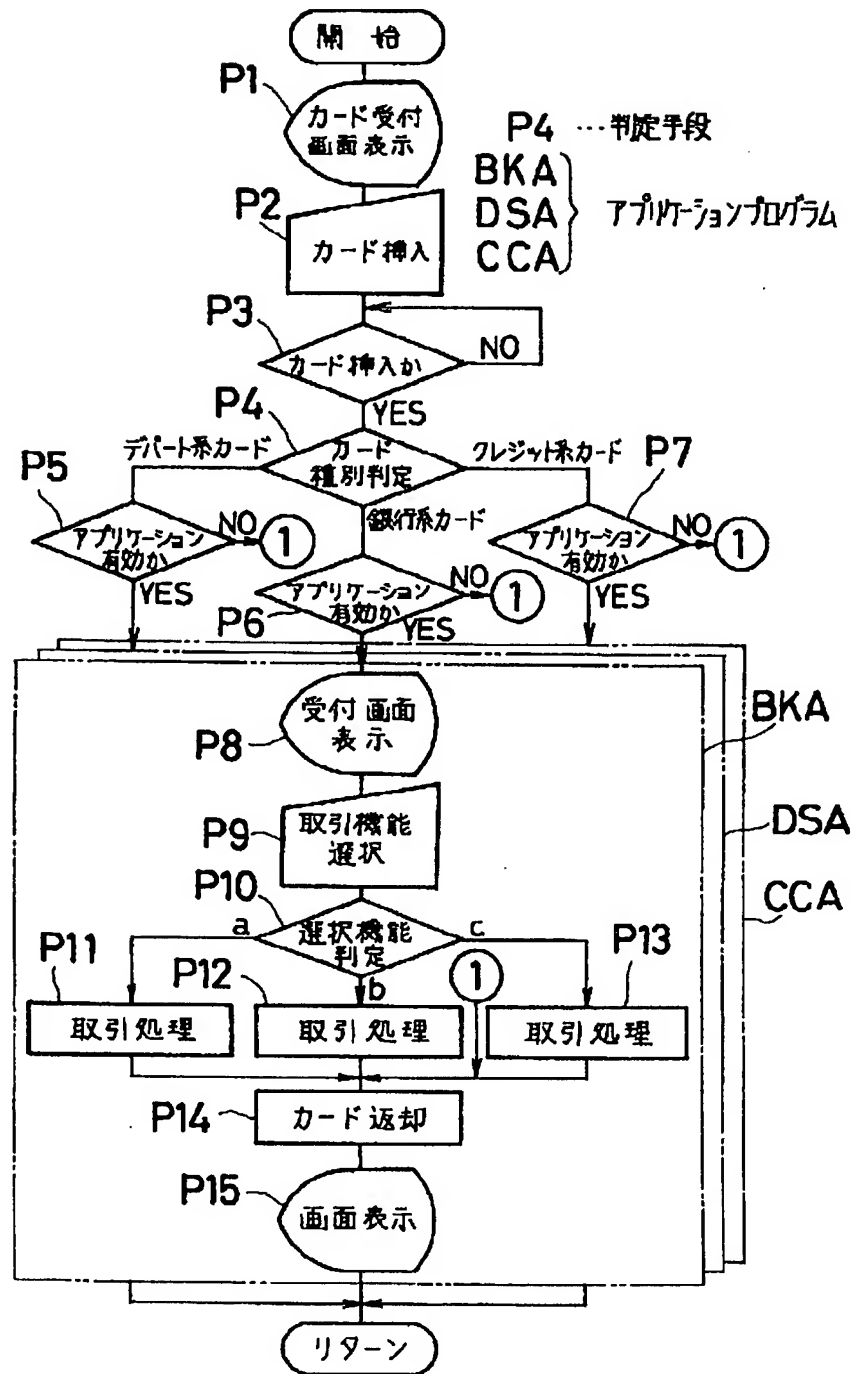 開始
P1
カード受付
画面表示
P4 …判定手段
BKA
DSA
CCA
アプリケーションプログラム
P2
カード挿入
P3
カード挿入か
NO
YES
P4
カード
種別判定
デパート系カード
クレジット系カード
銀行系カード
P5
アプリケーション
有効か
NO
1
YES
P6
アプリケーション
有効か
NO
1
YES
P7
アプリケーション
有効か
NO
1
YES
BKA
DSA
CCA
P8
受付画面
表示
P9
取引機能
選択
P10
選択機能
判定
a
b
c
1
P11
取引処理
P12
取引処理
P13
取引処理
P14
カード返却
P15
画面表示
リターン